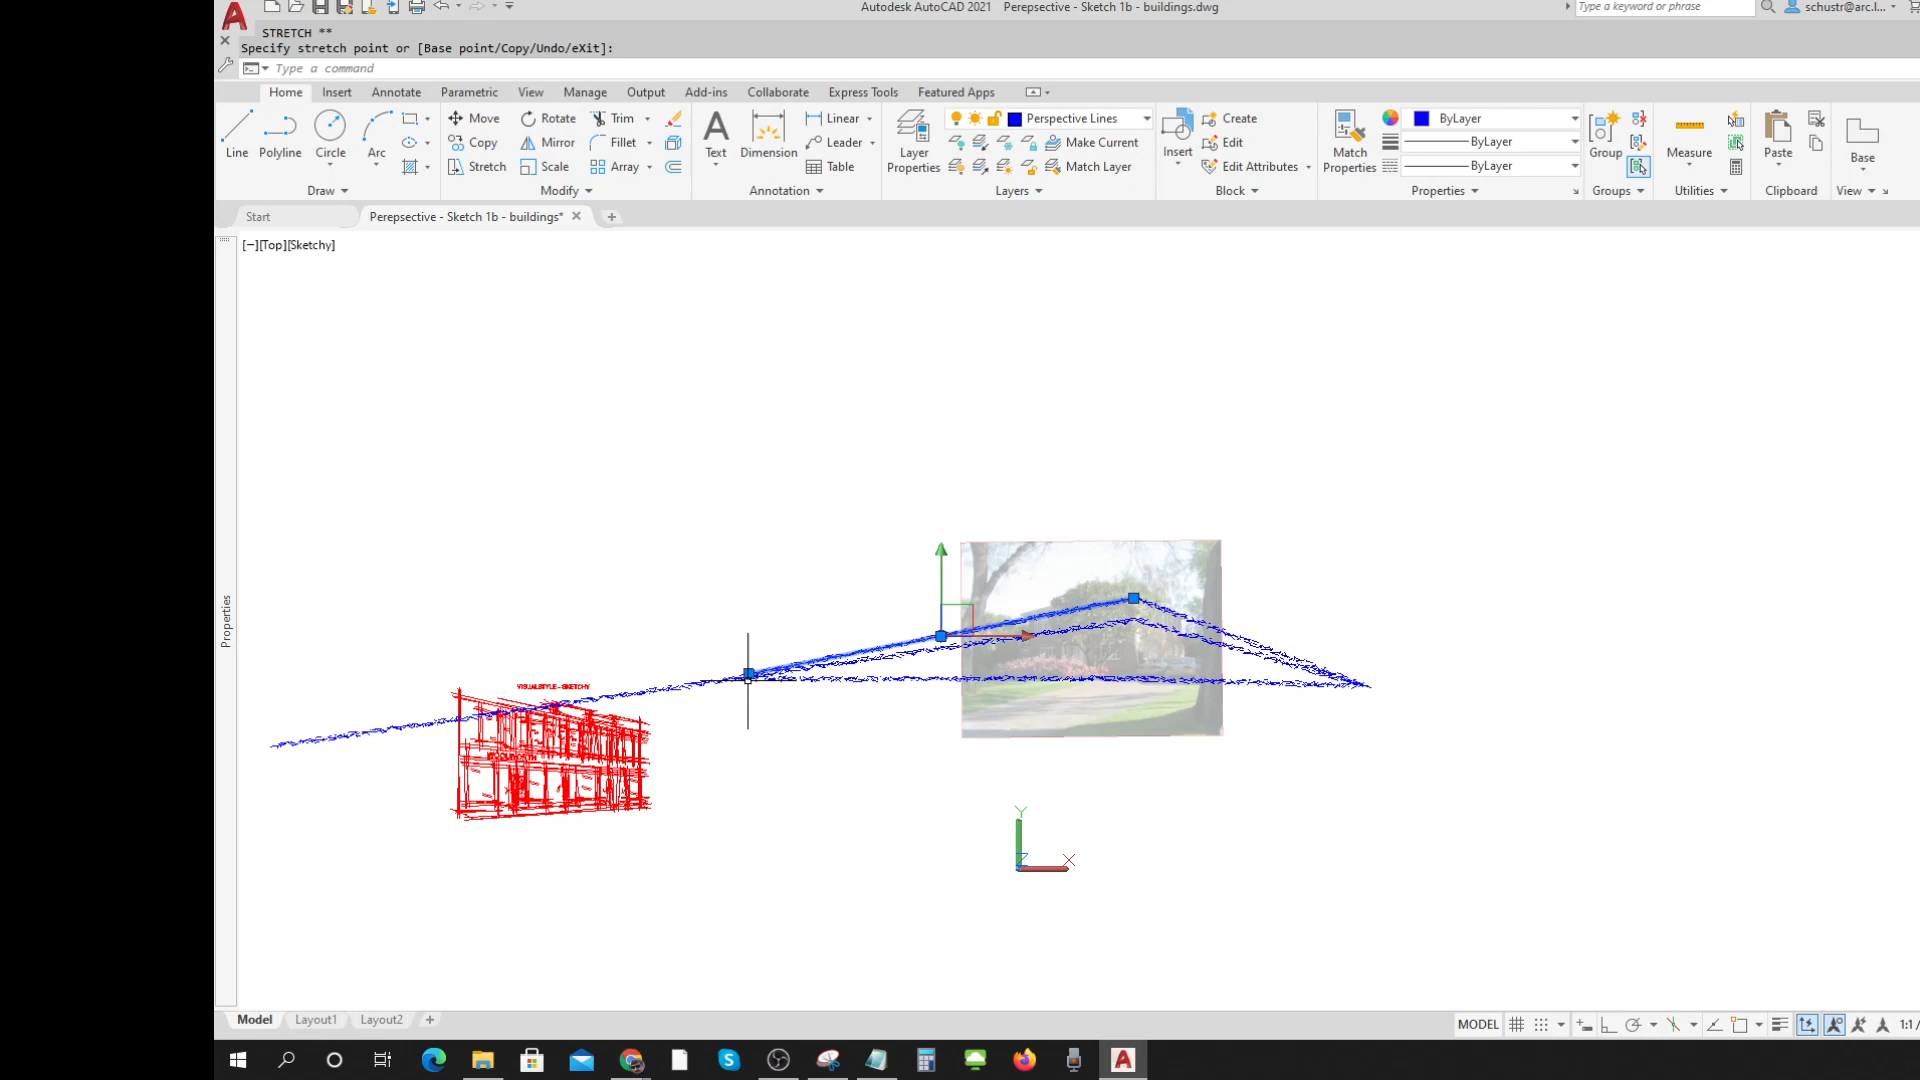 Autodesk AutoCAD 2021 Perepsective - Sketch 1b - buildings.dwg
Type a keyword or phrase
schustr@arc.l...
STRETCH **
Specify stretch point or [Base point/Copy/Undo/eXit]:
Type a command
Home Insert Annotate Parametric View Manage Output Add-ins Collaborate Express Tools Featured Apps
Line Polyline Circle Arc
Move Rotate Trim
Copy Mirror Fillet
Stretch Scale Array
Text Dimension
Linear
Leader
Table
Layer Properties
Perspective Lines
Make Current
Match Layer
Insert
Create
Edit
Edit Attributes
Match Properties
ByLayer
ByLayer
ByLayer
Group
Measure
Paste
Base
Draw Modify Annotation Layers Block Properties Groups Utilities Clipboard View
Start Perepsective - Sketch 1b - buildings*
[−][Top][Sketchy]
Properties
VISUALSTYLE - SKETCHY
Y
X
Z
Model Layout1 Layout2
MODEL
1:1 /